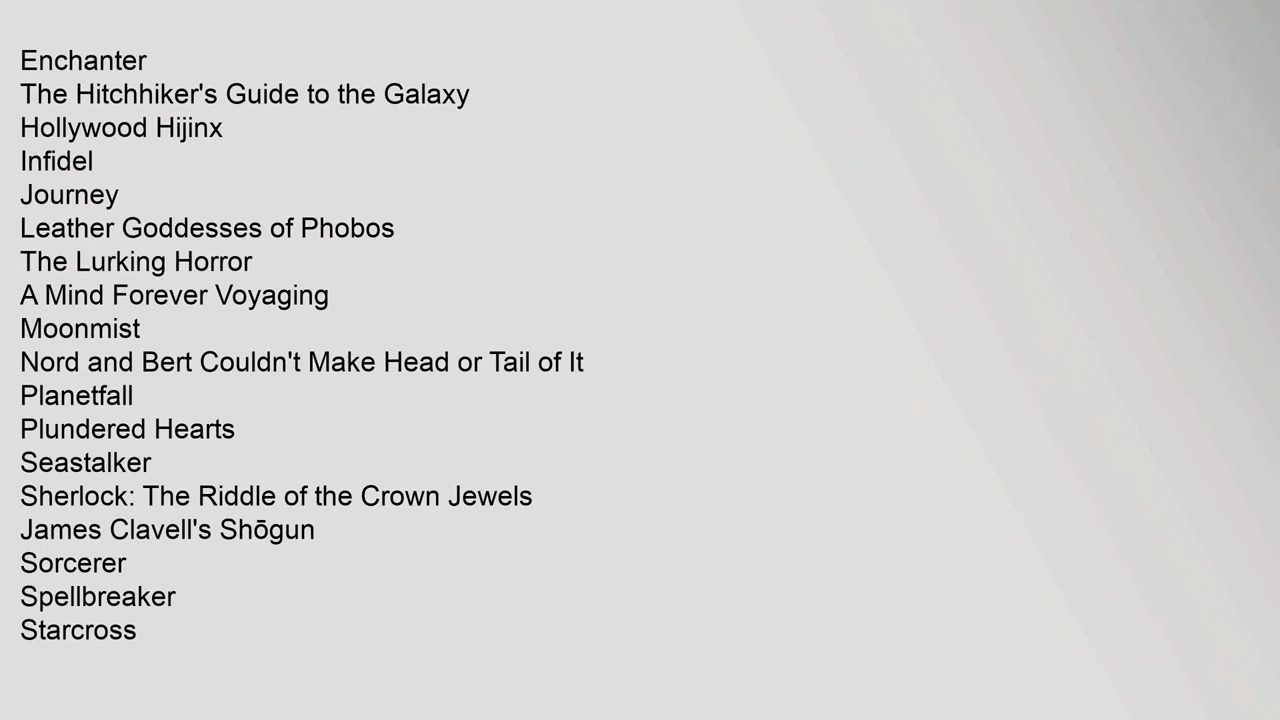 Enchanter
The Hitchhiker's Guide to the Galaxy
Hollywood Hijinx
Infidel
Journey
Leather Goddesses of Phobos
The Lurking Horror
A Mind Forever Voyaging
Moonmist
Nord and Bert Couldn't Make Head or Tail of It
Planetfall
Plundered Hearts
Seastalker
Sherlock: The Riddle of the Crown Jewels
James Clavell's Shōgun
Sorcerer
Spellbreaker
Starcross